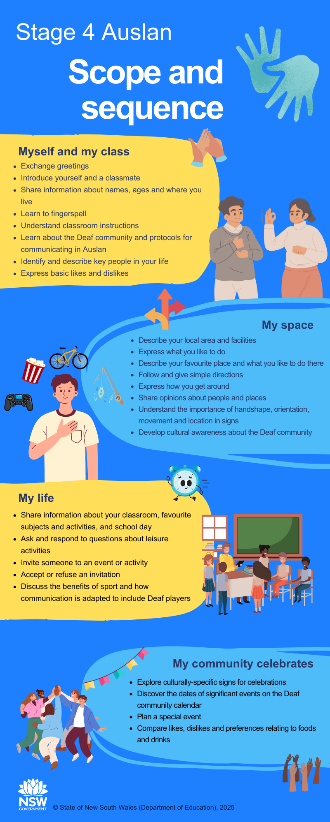 Stage 4 Auslan
Scope and
sequence
Myself and my class
• Exchange greetings
• Introduce yourself and a classmate
• Share information about names, ages and where you
live
• Learn to fingerspell
• Understand classroom instructions
• Learn about the Deaf community and protocols for
communicating in Auslan
• Identify and describe key people in your life
• Express basic likes and dislikes
My space
• Describe your local area and facilities
• Express what you like to do
• Describe your favourite place and what you like to do there
• Follow and give simple directions
• Express how you get around
• Share opinions about people and places
• Understand the importance of handshape, orientation,
movement and location in signs
• Develop cultural awareness about the Deaf community
My life
• Share information about your classroom, favourite
subjects and activities, and school day
• Ask and respond to questions about leisure
activities
• Invite someone to an event or activity
• Accept or refuse an invitation
• Discuss the benefits of sport and how
communication is adapted to include Deaf players
My community celebrates
• Explore culturally-specific signs for celebrations
• Discover the dates of significant events on the Deaf
community calendar
• Plan a special event
• Compare likes, dislikes and preferences relating to foods
and drinks
NSW
GOVERNMENT
© State of New South Wales (Department of Education), 2025